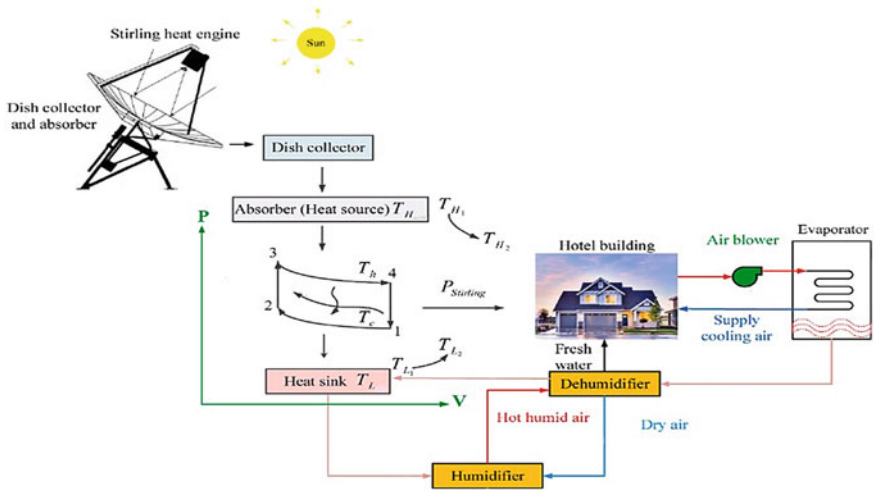 Stirling heat engine
Sun
Dish collector
and absorber
Dish collector
Absorber (Heat source) T_H
T_H₁
T_H₂
P
Hotel building
Air blower
Evaporator
3
T_h
4
P_Stirling
2
T_c
1
Supply
cooling air
Fresh
water
T_L₁
T_L₂
Heat sink T_L
Dehumidifier
V
Hot humid air
Dry air
Humidifier